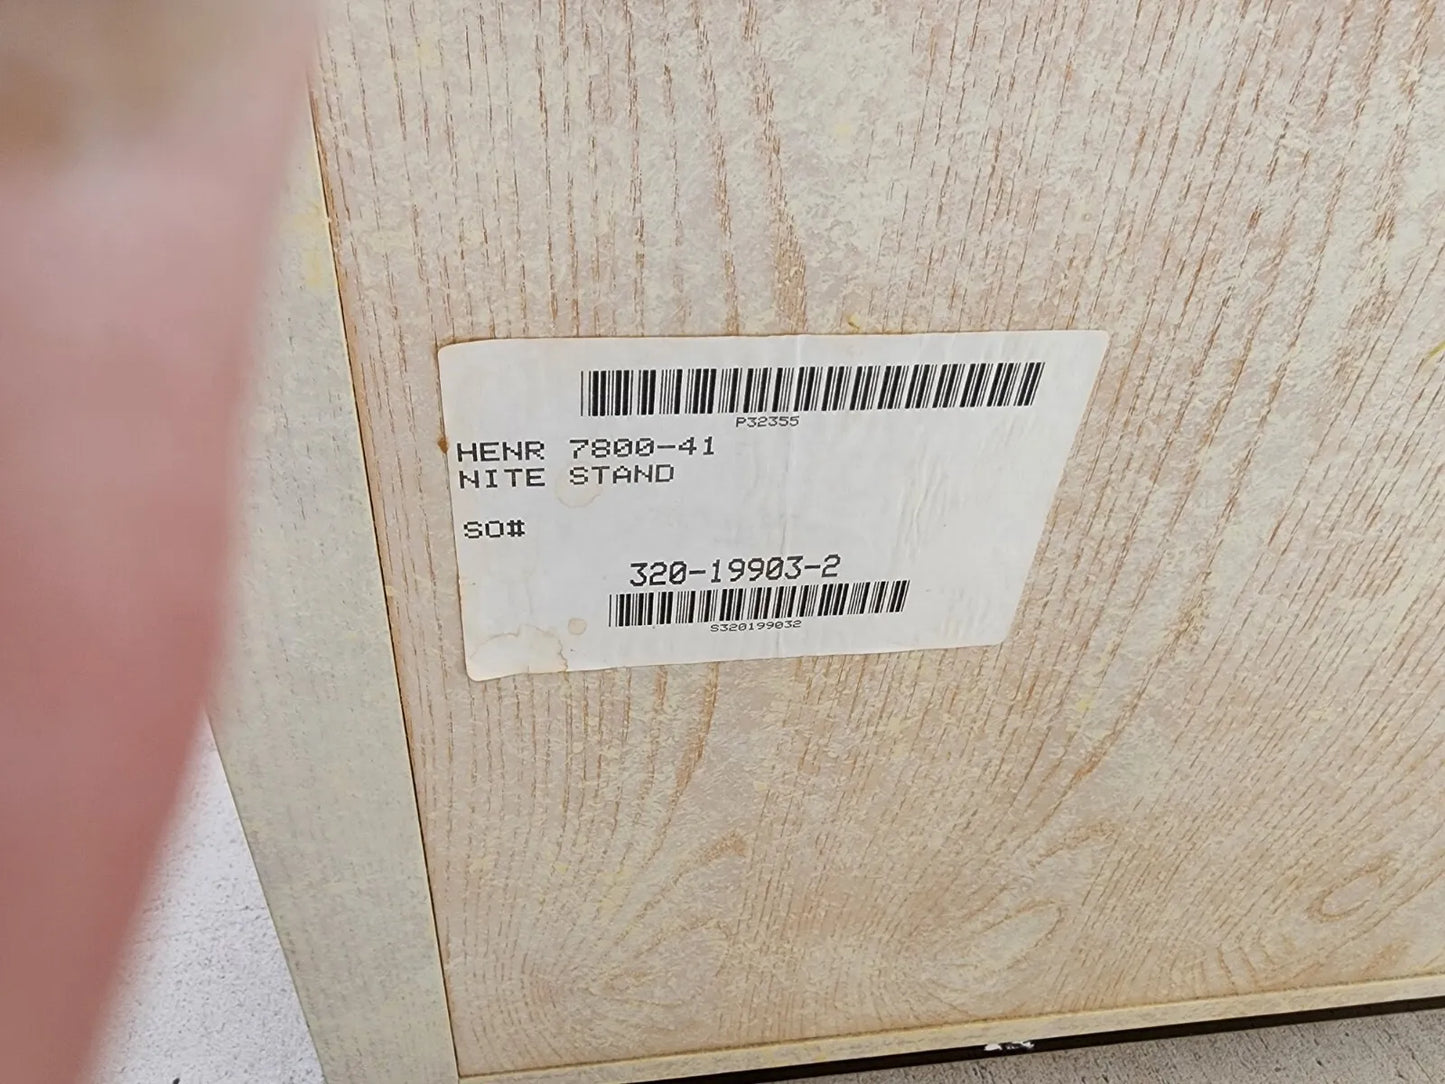 P32355
HENR 7800-41
NITE STAND
SO#
320-19903-2
S320199032